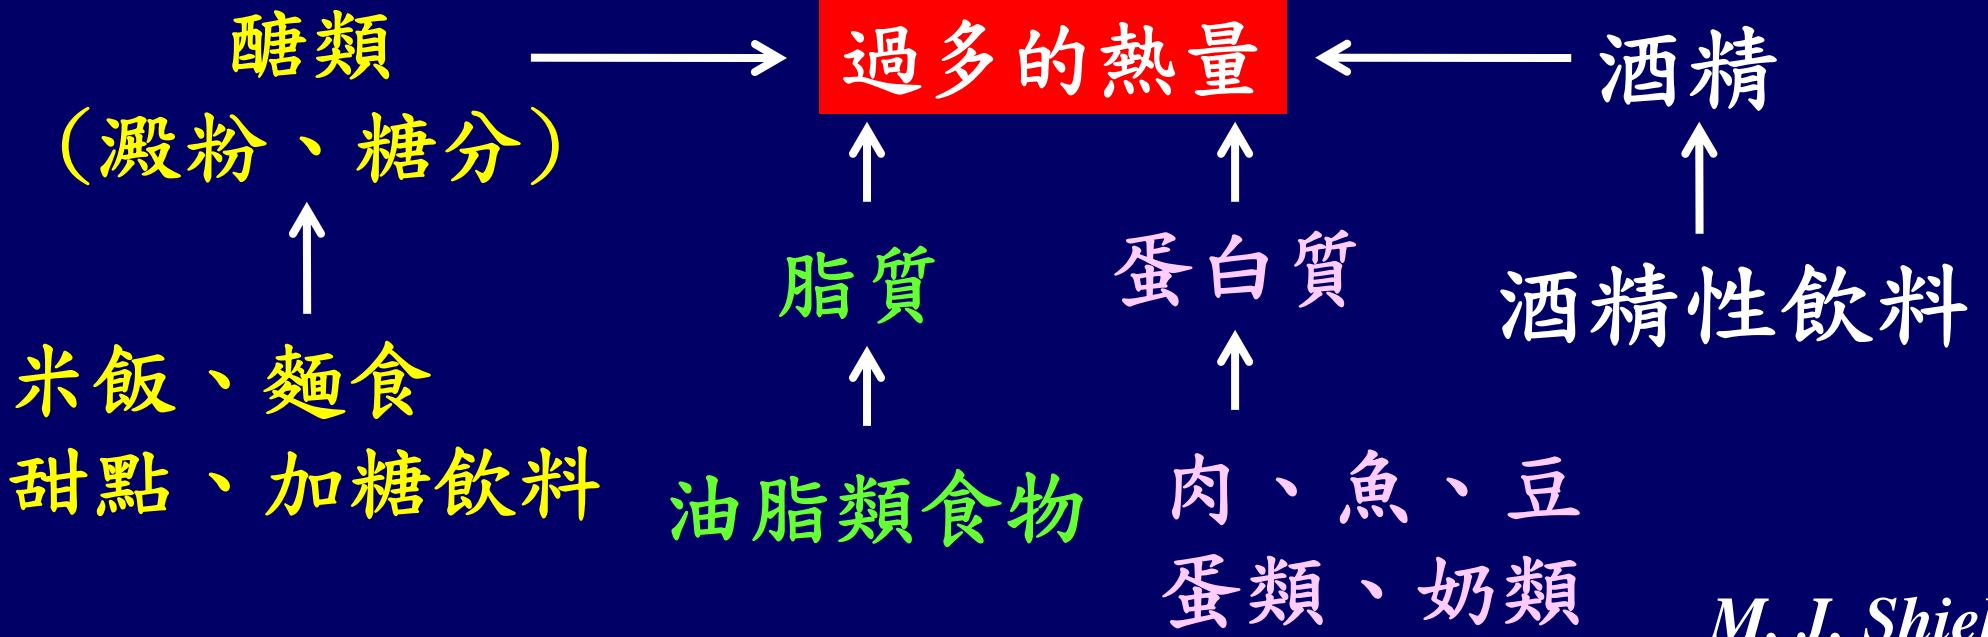 醣類
（澱粉、糖分）
米飯、麵食
甜點、加糖飲料
過多的熱量
脂質
油脂類食物
蛋白質
肉、魚、豆
蛋類、奶類
酒精
酒精性飲料
M. J. Shie